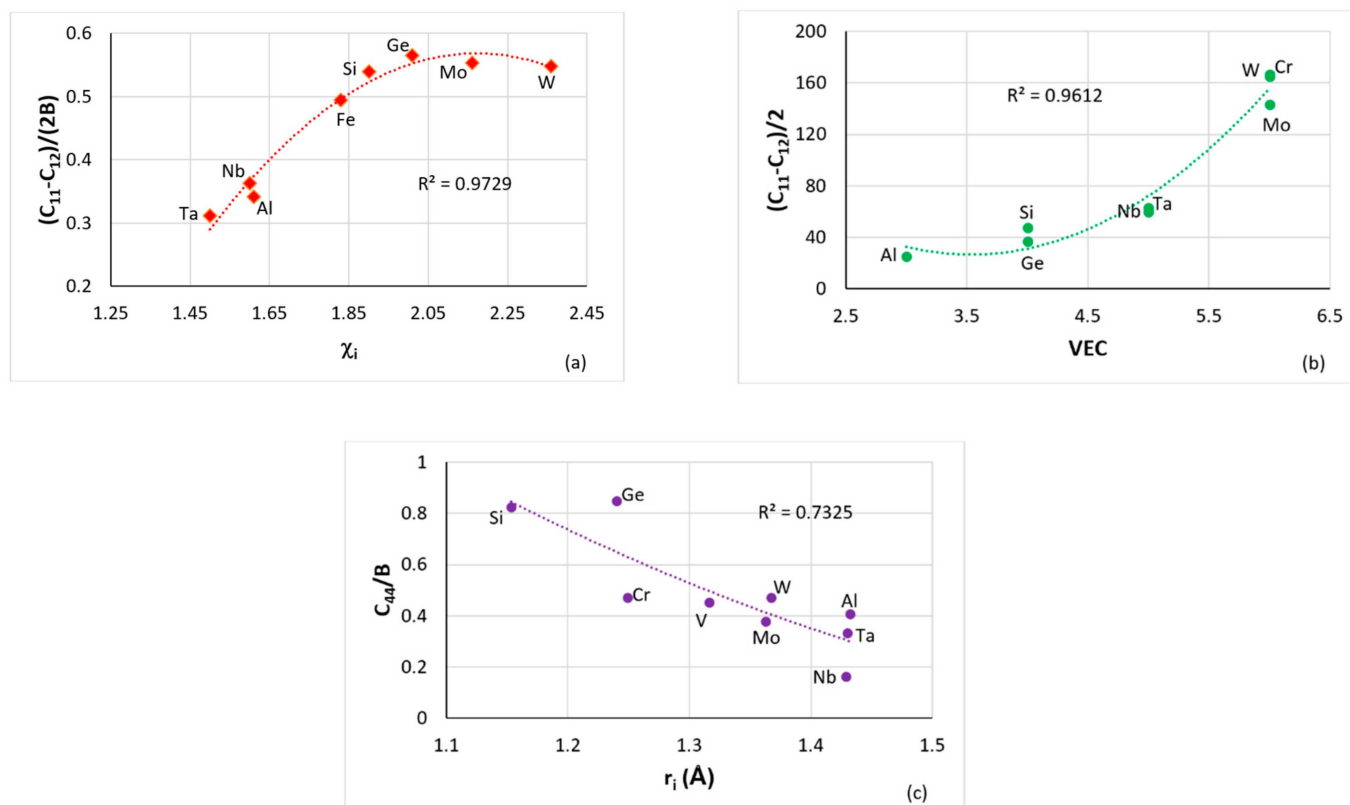 0.6
0.5
0.4
0.3
0.2
(C₁₁-C₁₂)/(2B)
Ge
Si
Mo
W
Fe
Nb
Al
Ta
R² = 0.9729
1.25 1.45 1.65 1.85 2.05 2.25 2.45
χᵢ
(a)
200
160
120
80
40
0
(C₁₁-C₁₂)/2
R² = 0.9612
W Cr
Mo
Ta
Nb
Si
Al
Ge
2.5 3.5 4.5 5.5 6.5
VEC
(b)
1
0.8
0.6
0.4
0.2
0
C₄₄/B
Ge
Si
R² = 0.7325
Cr
V
W
Mo
Al
Ta
Nb
1.1 1.2 1.3 1.4 1.5
rᵢ (Å)
(c)